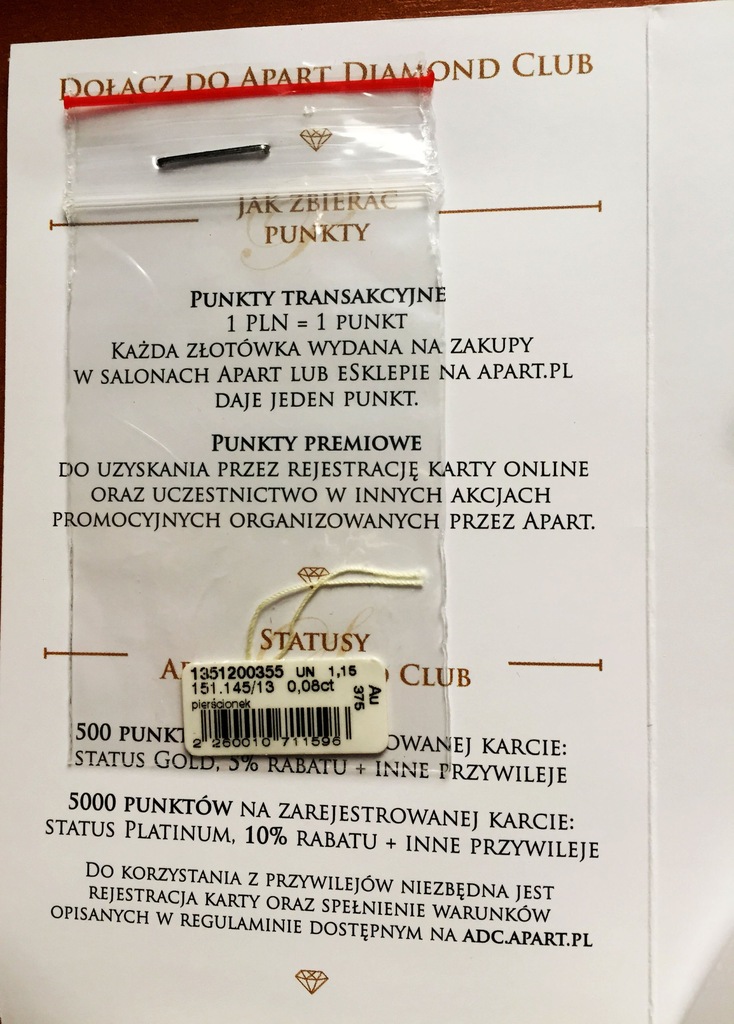 DOŁĄCZ DO APART DIAMOND CLUB
JAK ZBIERAĆ
PUNKTY
PUNKTY TRANSAKCYJNE
1 PLN = 1 PUNKT
KAŻDA ZŁOTÓWKA WYDANA NA ZAKUPY
W SALONACH APART LUB ESKLEPIE NA APART.PL
DAJE JEDEN PUNKT.
PUNKTY PREMIOWE
DO UZYSKANIA PRZEZ REJESTRACJĘ KARTY ONLINE
ORAZ UCZESTNICTWO W INNYCH AKCJACH
PROMOCYJNYCH ORGANIZOWANYCH PRZEZ APART.
STATUSY
CLUB
1351200355 UN 1,15
151.145/13 0,08ct
Au
375
pierścionek
2 260010 711596
500
STATUS GOLD, 5% RABATU + INNE PRZYWILEJE
KARCIE:
5000 PUNKTÓW NA ZAREJESTROWANEJ KARCIE:
STATUS PLATINUM, 10% RABATU + INNE PRZYWILEJE
DO KORZYSTANIA Z PRZYWILEJÓW NIEZBĘDNA JEST
REJESTRACJA KARTY ORAZ SPEŁNIENIE WARUNKÓW
OPISANYCH W REGULAMINIE DOSTĘPNYM NA ADC.APART.PL